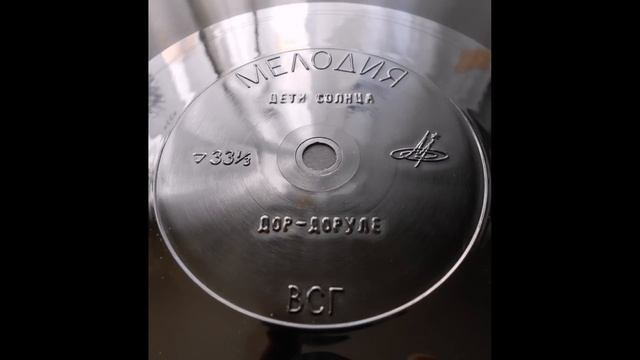 МЕЛОДИЯ
ДЕТИ СОЛНЦА
33⅓
ДОР-ДОРУЛЕ
ВСГ